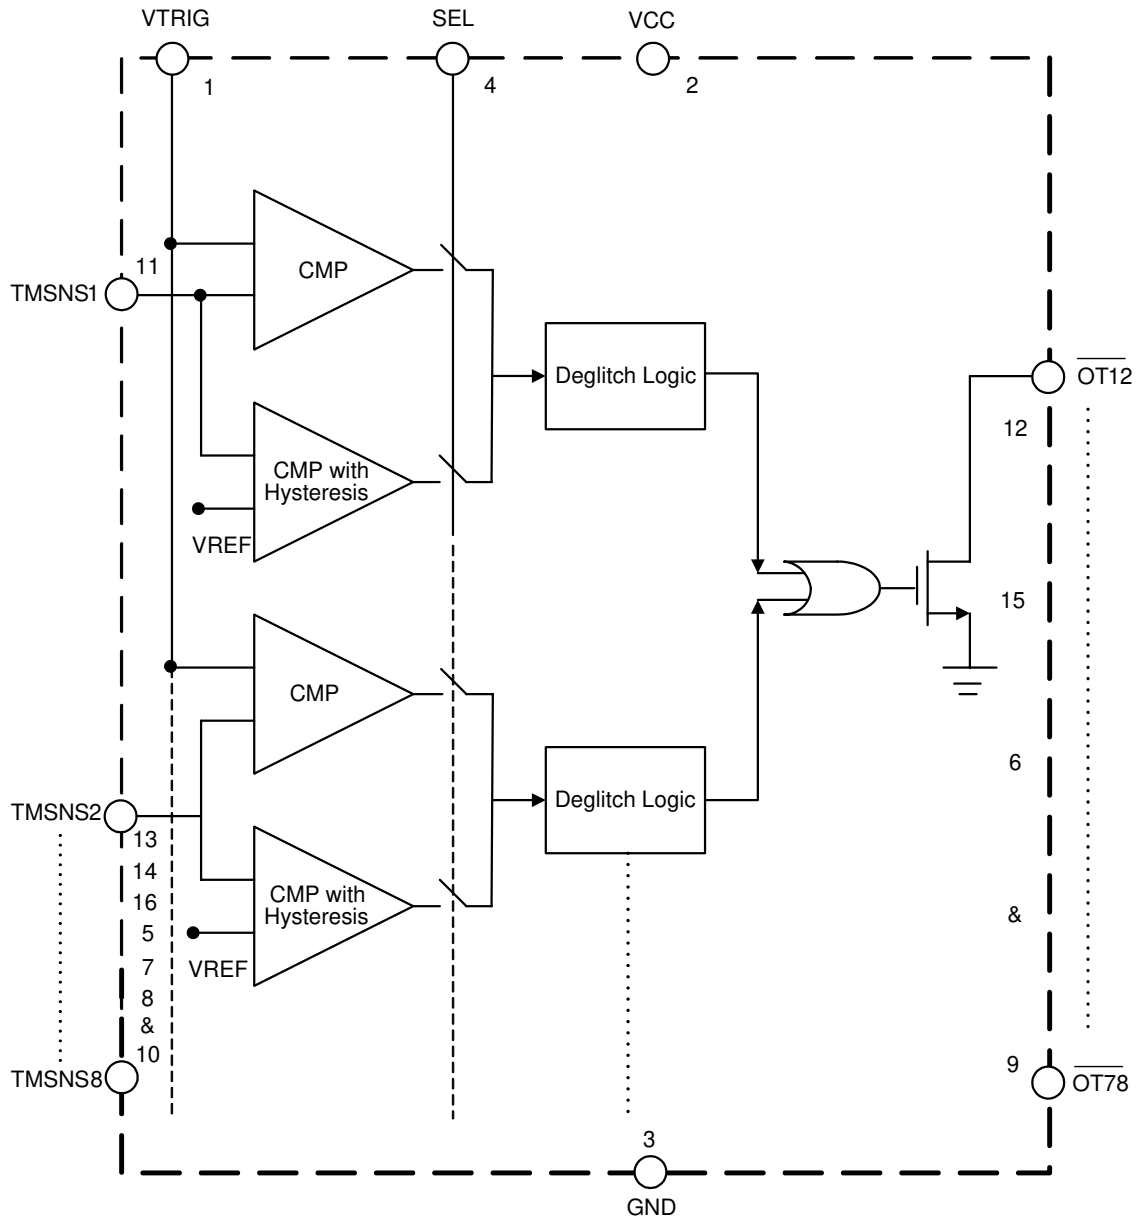 VTRIG
SEL
VCC
1
4
2
11
CMP
TMSNS1
Deglitch Logic
OT12
12
CMP with
Hysteresis
VREF
15
CMP
6
TMSNS2
Deglitch Logic
13
14
16
5
7
8
&
10
CMP with
Hysteresis
VREF
&
TMSNS8
9
OT78
3
GND